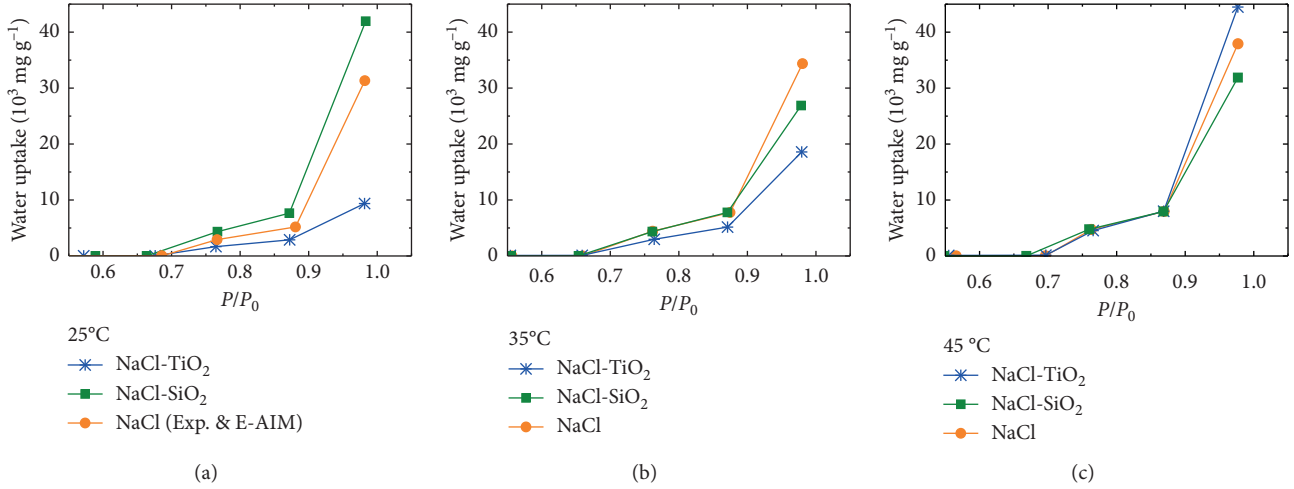 Water uptake (10³ mg g⁻¹)
40
30
20
10
0
0.6 0.7 0.8 0.9 1.0
P/P₀
25°C
NaCl-TiO₂
NaCl-SiO₂
NaCl (Exp. & E-AIM)
(a)
Water uptake (10³ mg g⁻¹)
40
30
20
10
0
0.6 0.7 0.8 0.9 1.0
P/P₀
35°C
NaCl-TiO₂
NaCl-SiO₂
NaCl
(b)
Water uptake (10³ mg g⁻¹)
40
30
20
10
0
0.6 0.7 0.8 0.9 1.0
P/P₀
45 °C
NaCl-TiO₂
NaCl-SiO₂
NaCl
(c)